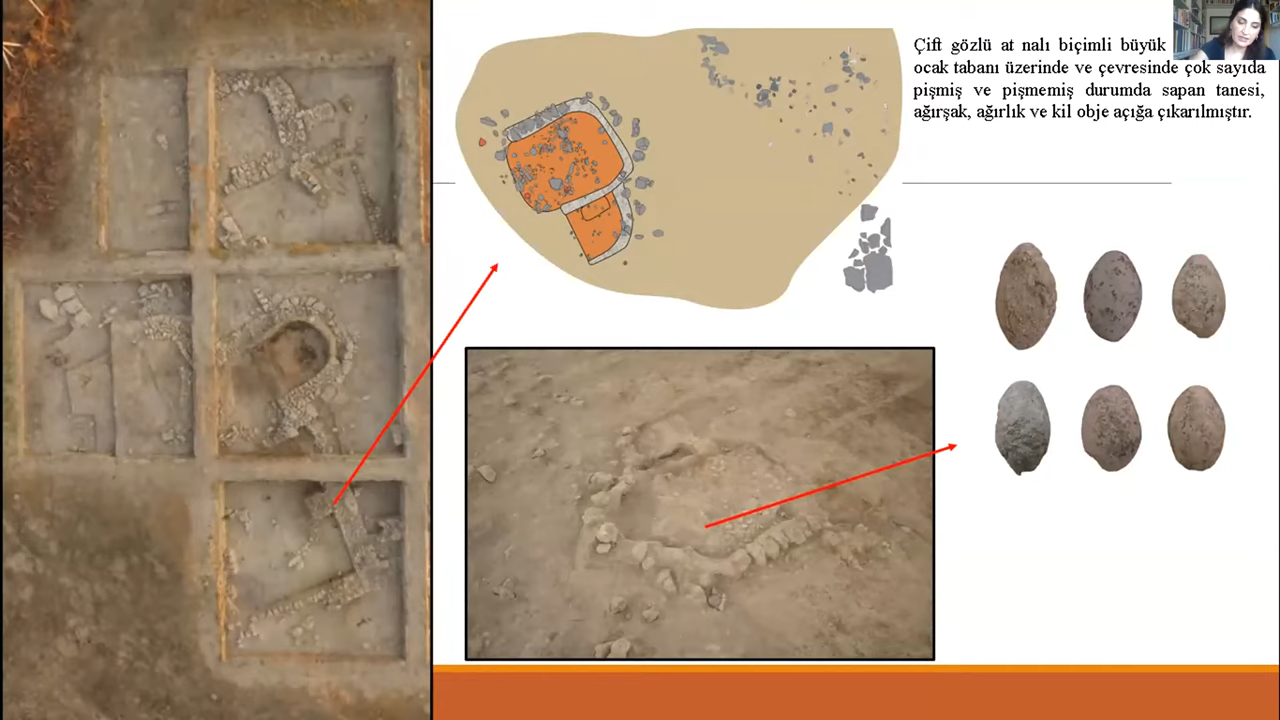 Çift gözlü at nalı biçimli büyük
ocak tabanı üzerinde ve çevresinde çok sayıda
pişmiş ve pişmemiş durumda sapan tanesi,
ağırşak, ağırlık ve kil obje açığa çıkarılmıştır.